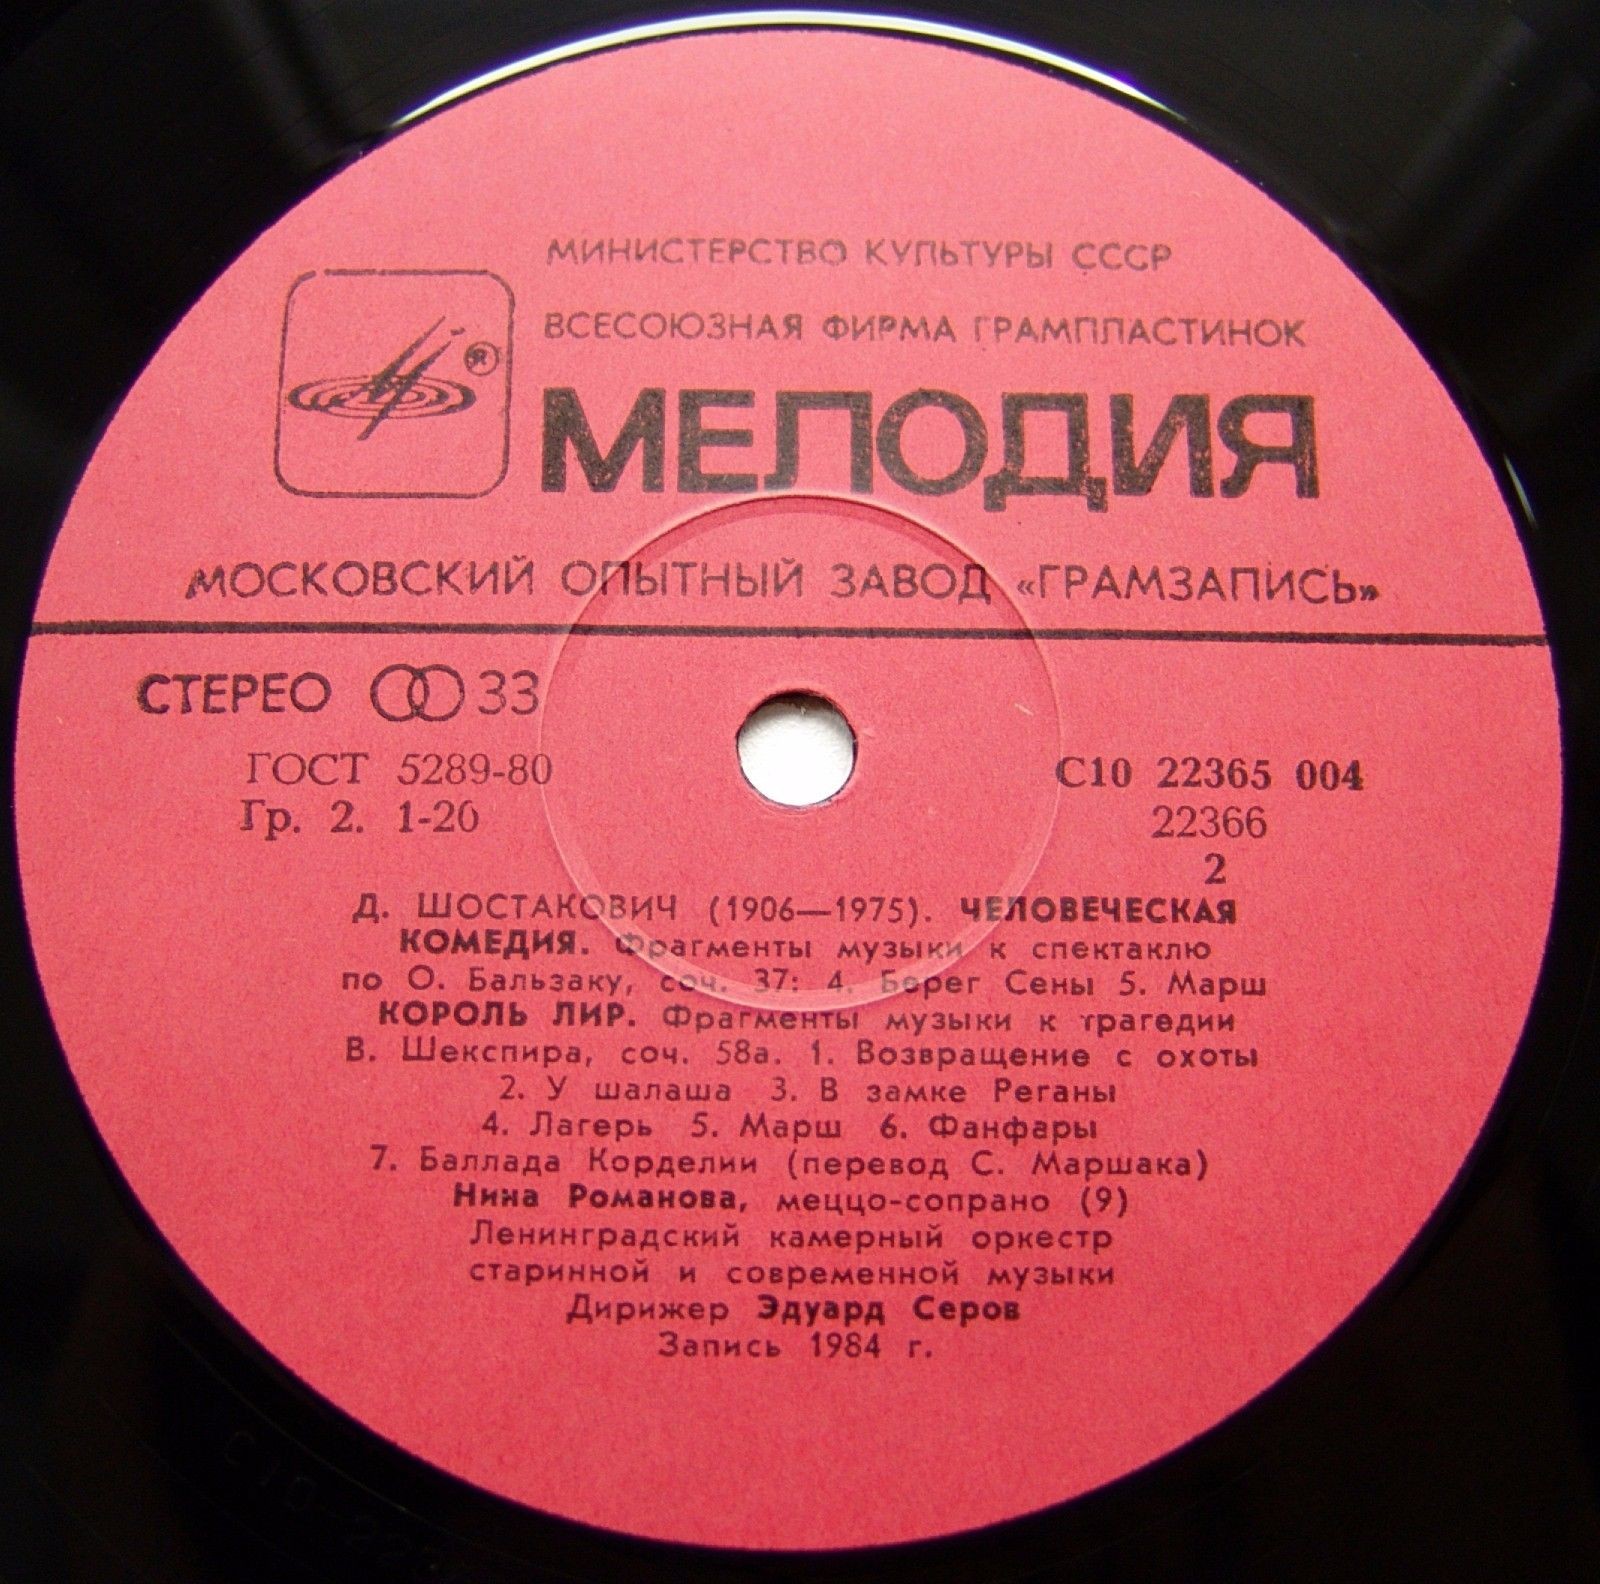 МИНИСТЕРСТВО КУЛЬТУРЫ СССР
ВСЕСОЮЗНАЯ ФИРМА ГРАМПЛАСТИНОК
®
МЕЛОДИЯ
МОСКОВСКИЙ ОПЫТНЫЙ ЗАВОД «ГРАМЗАПИСЬ»
СТЕРЕО 33
ГОСТ 5289-80
Гр. 2. 1-20
С10 22365 004
22366
2
Д. ШОСТАКОВИЧ (1906—1975). ЧЕЛОВЕЧЕСКАЯ
КОМЕДИЯ. Фрагменты музыки к спектаклю
по О. Бальзаку, соч. 37: 4. Берег Сены 5. Марш
КОРОЛЬ ЛИР. Фрагменты музыки к трагедии
В. Шекспира, соч. 58а. 1. Возвращение с охоты
2. У шалаша 3. В замке Реганы
4. Лагерь 5. Марш 6. Фанфары
7. Баллада Корделии (перевод С. Маршака)
Нина Романова, меццо-сопрано (9)
Ленинградский камерный оркестр
старинной и современной музыки
Дирижер Эдуард Серов
Запись 1984 г.